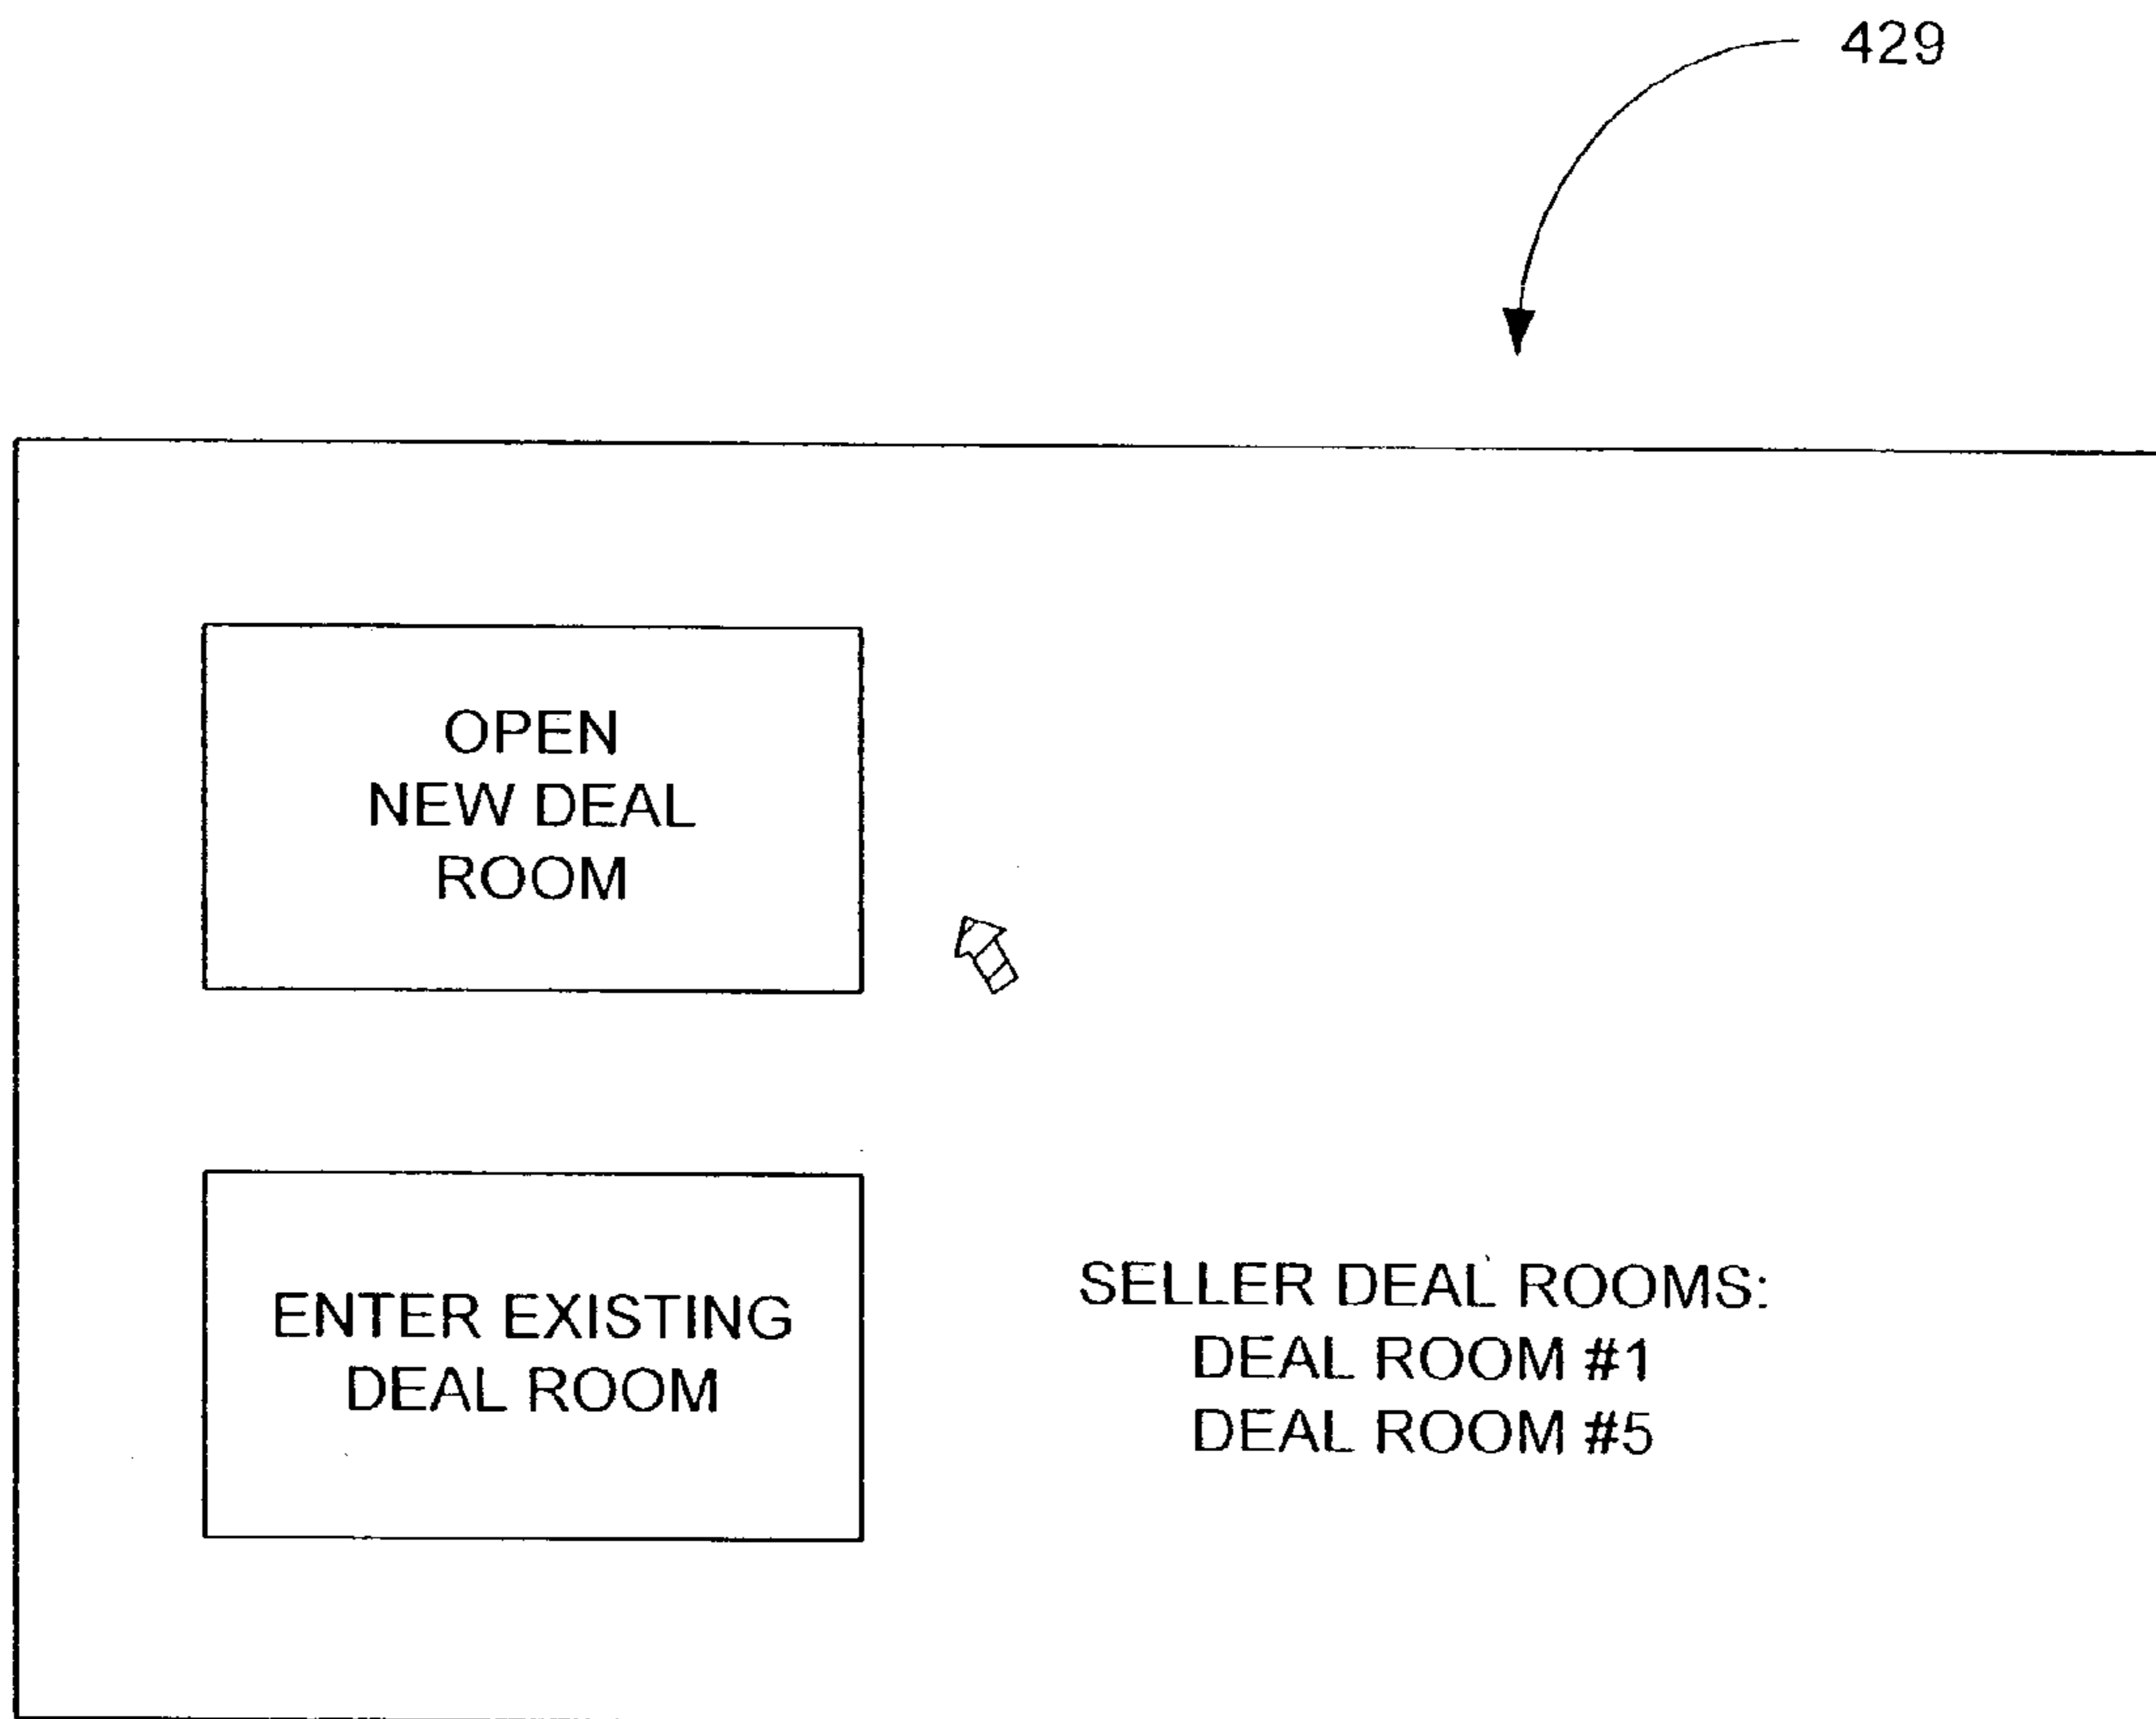 429
OPEN
NEW DEAL
ROOM
ENTER EXISTING
DEAL ROOM
SELLER DEAL ROOMS:
DEAL ROOM #1
DEAL ROOM #5